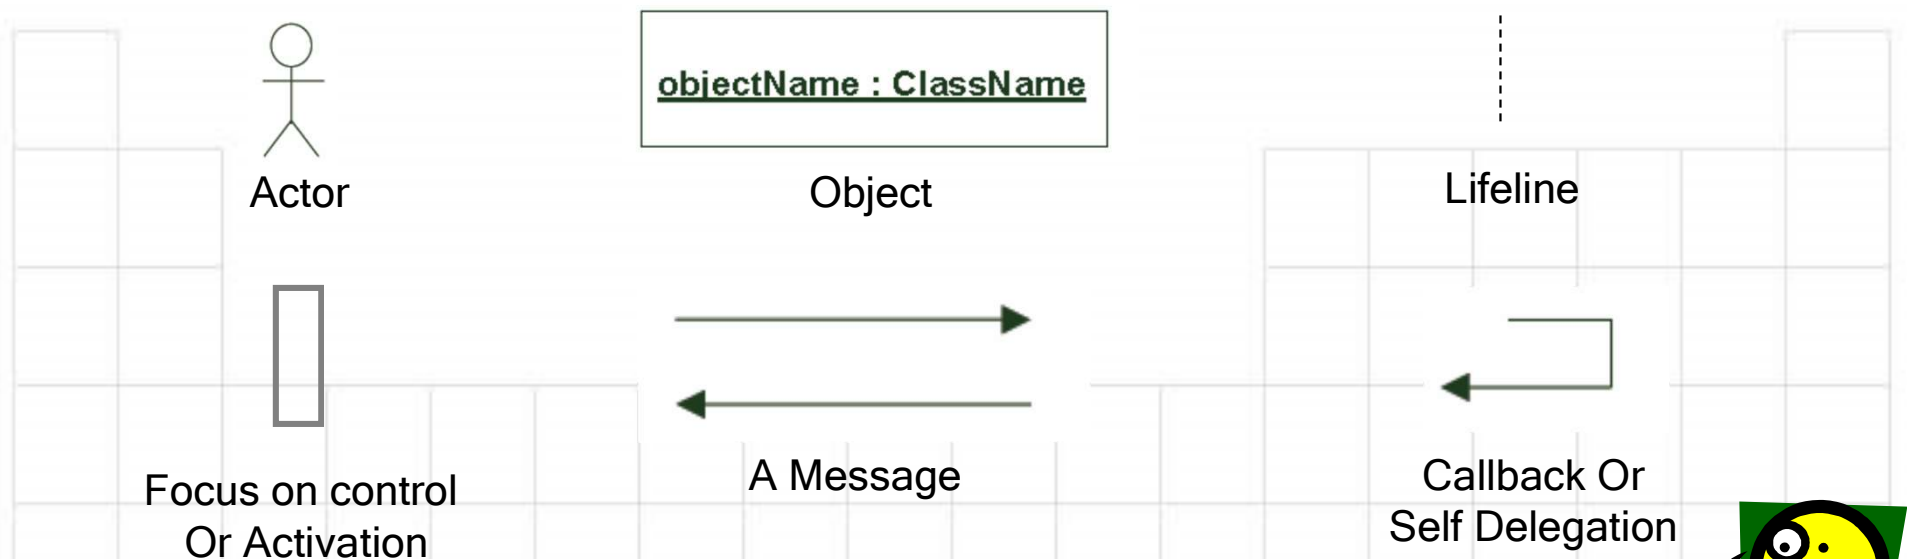 objectName : ClassName
Actor
Object
Lifeline
Focus on control
Or Activation
A Message
Callback Or
Self Delegation